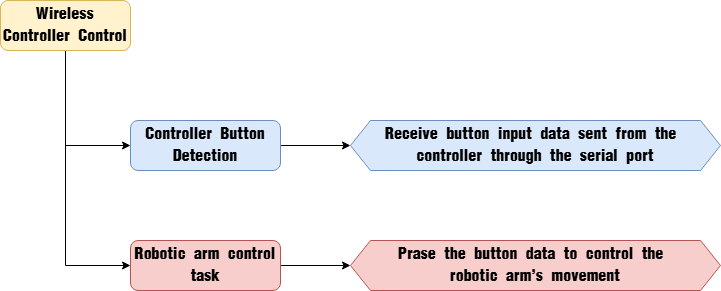 Wireless
Controller Control
Controller Button
Detection
Receive button input data sent from the
controller through the serial port
Robotic arm control
task
Prase the button data to control the
robotic arm's movement